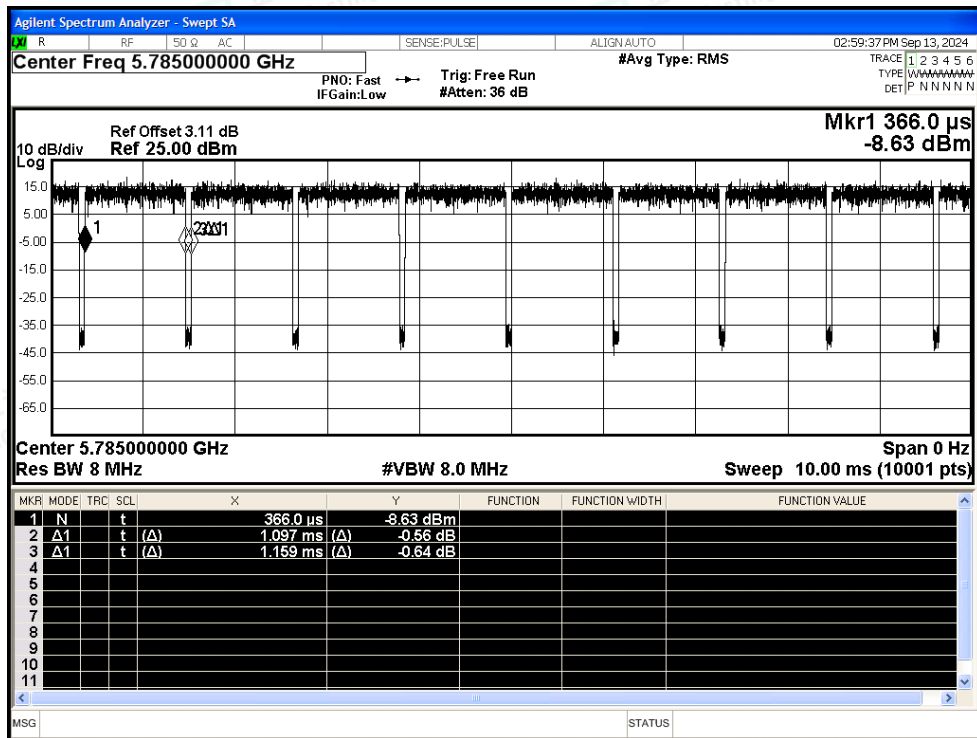 Agilent Spectrum Analyzer - Swept SA
LXI R RF 50 Ω AC SENSE:PULSE ALIGNAUTO 02:59:37 PM Sep 13, 2024
Center Freq 5.785000000 GHz
#Avg Type: RMS
TRACE 1 2 3 4 5 6
PNO: Fast Trig: Free Run
TYPE W
IFGain:Low #Atten: 36 dB
DET P N N N N N
Mkr1 366.0 µs
Ref Offset 3.11 dB
-8.63 dBm
10 dB/div Ref 25.00 dBm
Log
15.0
5.00
1
-5.00
-15.0
-25.0
-35.0
-45.0
-55.0
-65.0
Center 5.785000000 GHz Span 0 Hz
Res BW 8 MHz #VBW 8.0 MHz Sweep 10.00 ms (10001 pts)
MKR MODE TRC SCL X Y FUNCTION FUNCTION WIDTH FUNCTION VALUE
1 N t 366.0 µs -8.63 dBm
2 Δ1 t (Δ) 1.097 ms (Δ) -0.56 dB
3 Δ1 t (Δ) 1.159 ms (Δ) -0.64 dB
4
5
6
7
8
9
10
11
MSG STATUS